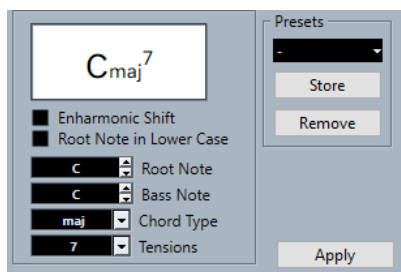 Cmaj7
Enharmonic Shift
Root Note in Lower Case
C Root Note
C Bass Note
maj Chord Type
7 Tensions
Presets
-
Store
Remove
Apply